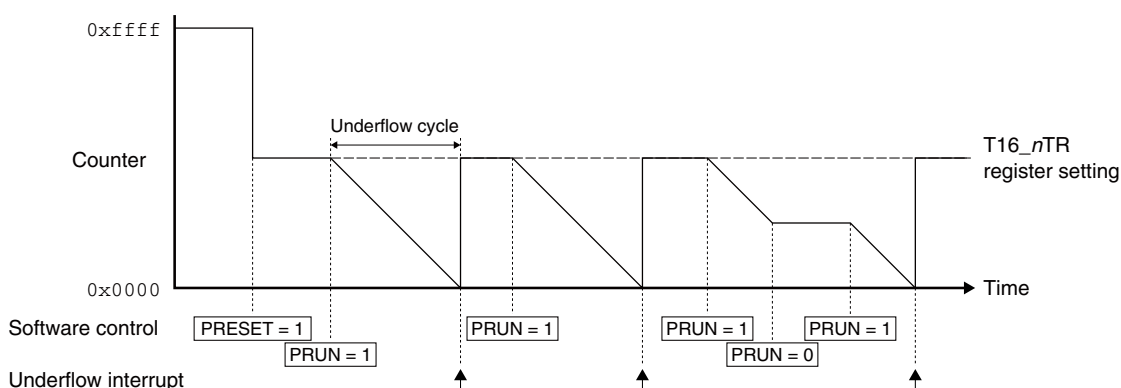 0xffff
Underflow cycle
Counter
T16_nTR
register setting
0x0000
Time
Software control
PRESET = 1
PRUN = 1
PRUN = 1
PRUN = 1
PRUN = 0
PRUN = 1
Underflow interrupt